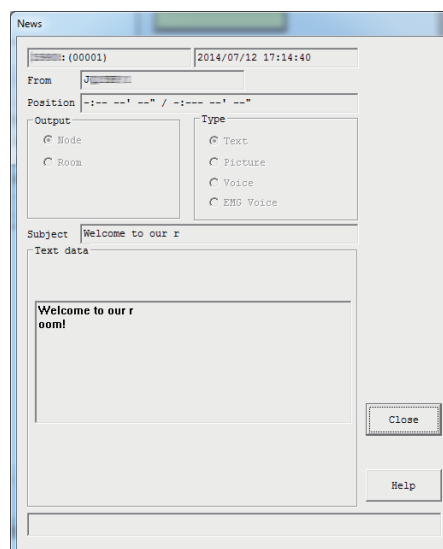 News
:(00001) 2014/07/12 17:14:40
From J
Position -:-- --' --" / -:--- --' --"
Output Type
Node Text
Room Picture
Voice
EMG Voice
Subject Welcome to our r
Text data
Welcome to our r
oom!
Close
Help